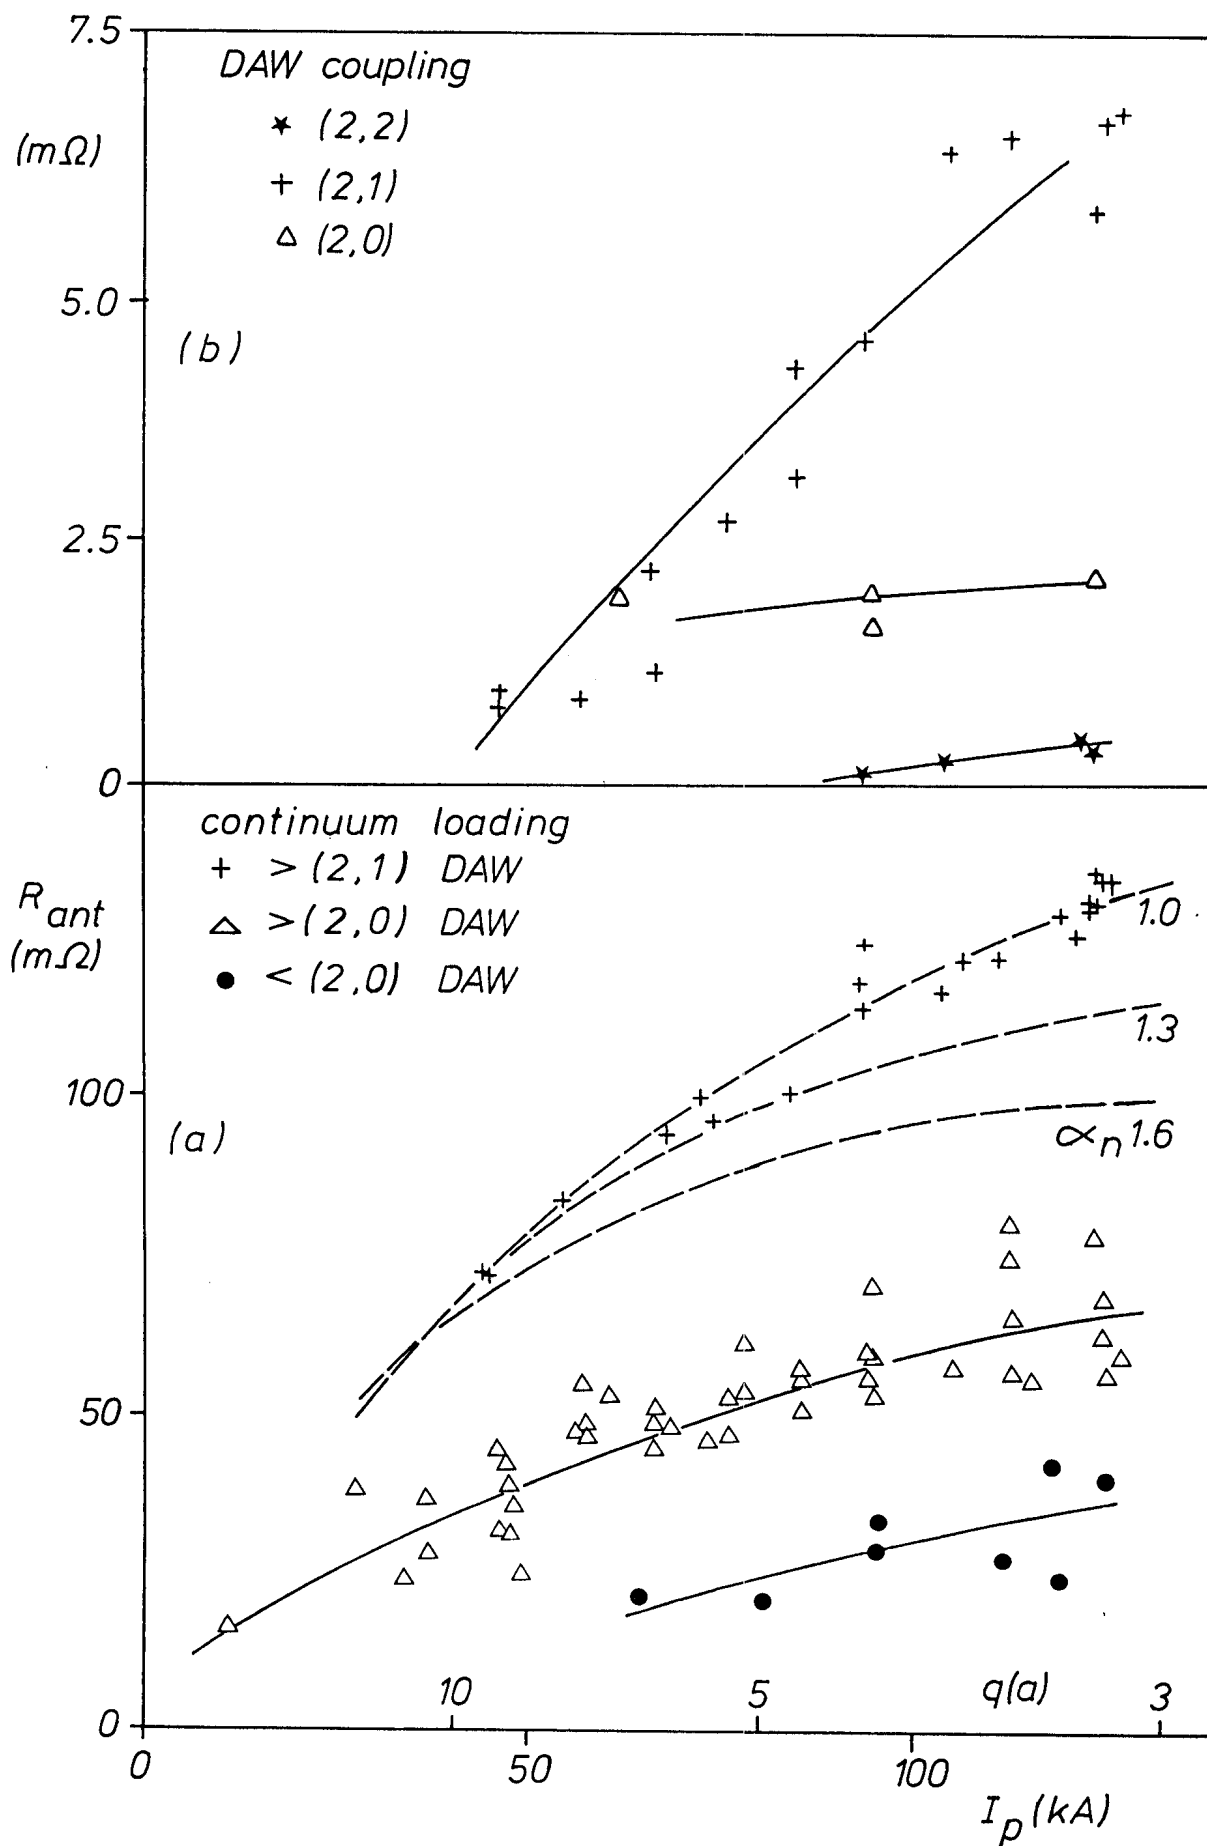 7.5
DAW coupling
★ (2,2)
(mΩ)
+ (2,1)
△ (2,0)
5.0
(b)
2.5
0
continuum loading
+ >(2,1) DAW
R_ant
△ >(2,0) DAW
(mΩ)
● <(2,0) DAW
1.0
1.3
100
(a)
α_n 1.6
50
10
5
q(a)
3
0
0
50
100
I_p (kA)